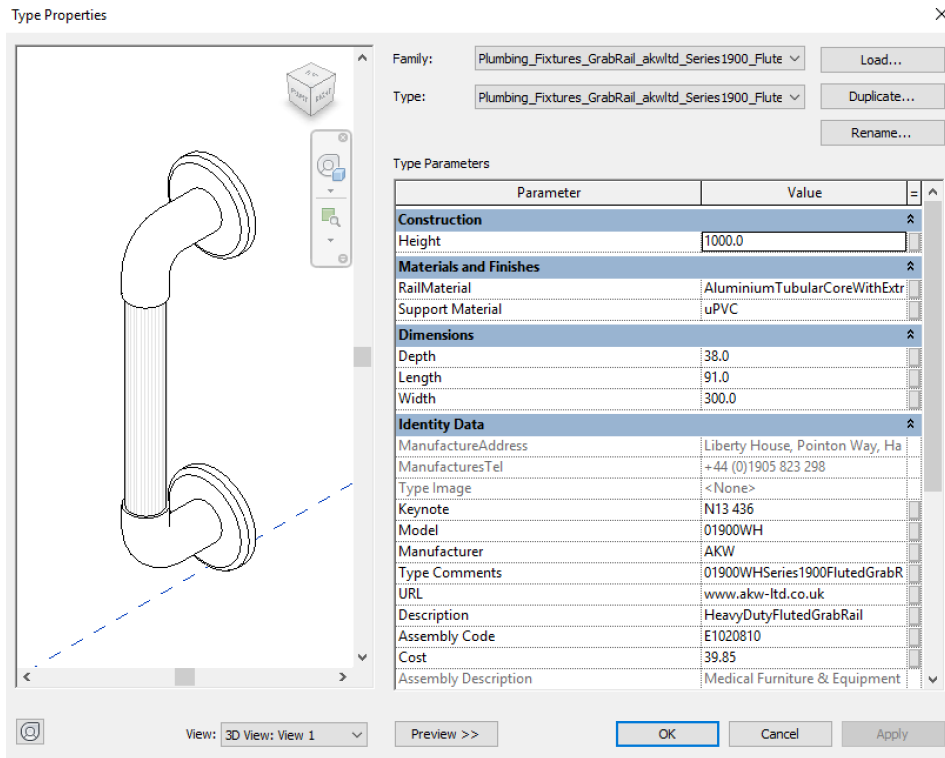 Type Properties
Family: Plumbing_Fixtures_GrabRail_akwltd_Series1900_Flute Load...
Type: Plumbing_Fixtures_GrabRail_akwltd_Series1900_Flute Duplicate...
Rename...
Type Parameters
Parameter Value =
Construction
Height 1000.0
Materials and Finishes
RailMaterial AluminiumTubularCoreWithExtr
Support Material uPVC
Dimensions
Depth 38.0
Length 91.0
Width 300.0
Identity Data
ManufactureAddress Liberty House, Pointon Way, Ha
ManufacturesTel +44 (0)1905 823 298
Type Image <None>
Keynote N13 436
Model 01900WH
Manufacturer AKW
Type Comments 01900WHSeries1900FlutedGrabR
URL www.akw-ltd.co.uk
Description HeavyDutyFlutedGrabRail
Assembly Code E1020810
Cost 39.85
Assembly Description Medical Furniture & Equipment
View: 3D View: View 1 Preview >> OK Cancel Apply